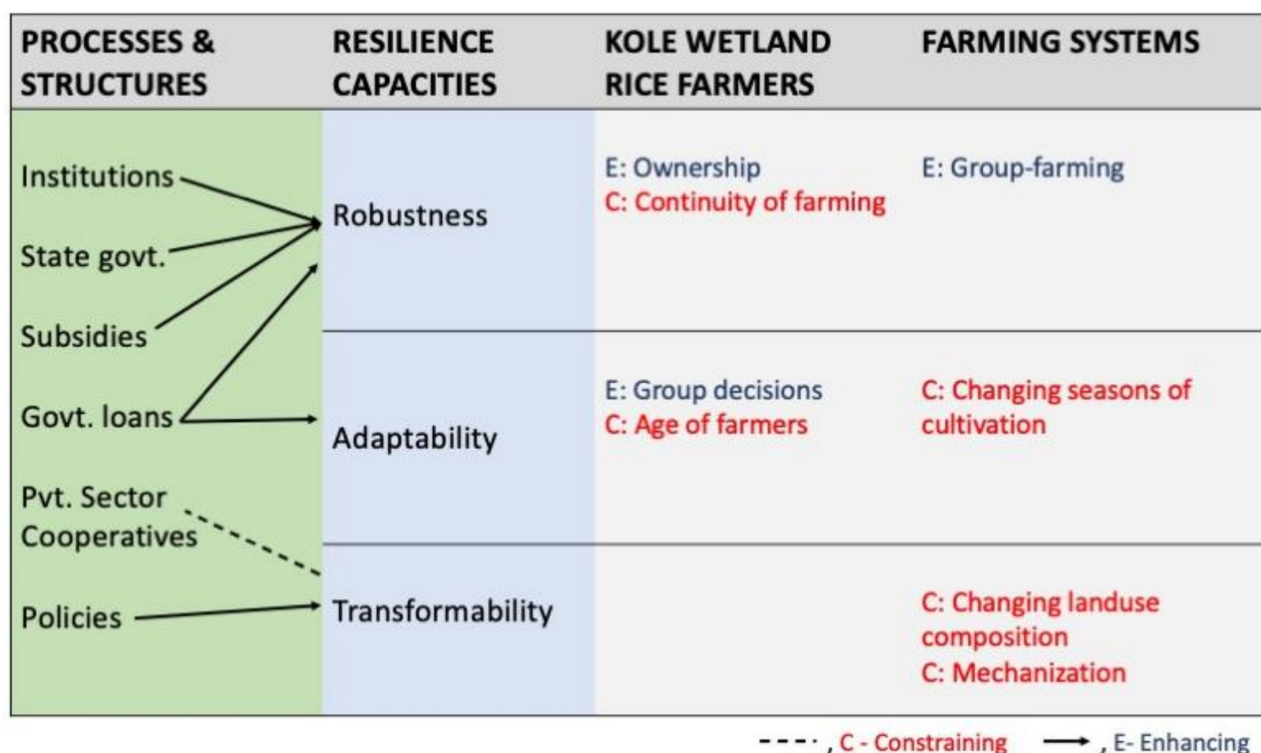 PROCESSES &
STRUCTURES
RESILIENCE
CAPACITIES
KOLE WETLAND
RICE FARMERS
FARMING SYSTEMS
Institutions
State govt.
Subsidies
Govt. loans
Pvt. Sector
Cooperatives
Policies
Robustness
E: Ownership
C: Continuity of farming
E: Group-farming
Adaptability
E: Group decisions
C: Age of farmers
C: Changing seasons of
cultivation
Transformability
C: Changing landuse
composition
C: Mechanization
, C - Constraining , E- Enhancing